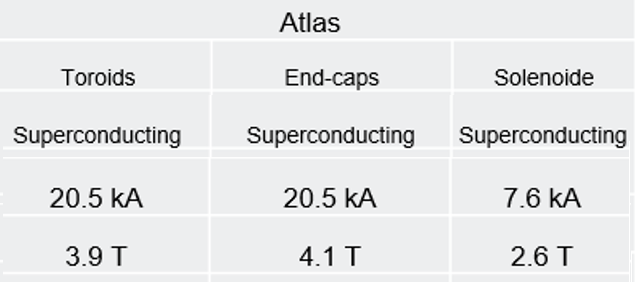 Atlas
Toroids End-caps Solenoide
Superconducting Superconducting Superconducting
20.5 kA 20.5 kA 7.6 kA
3.9 T 4.1 T 2.6 T